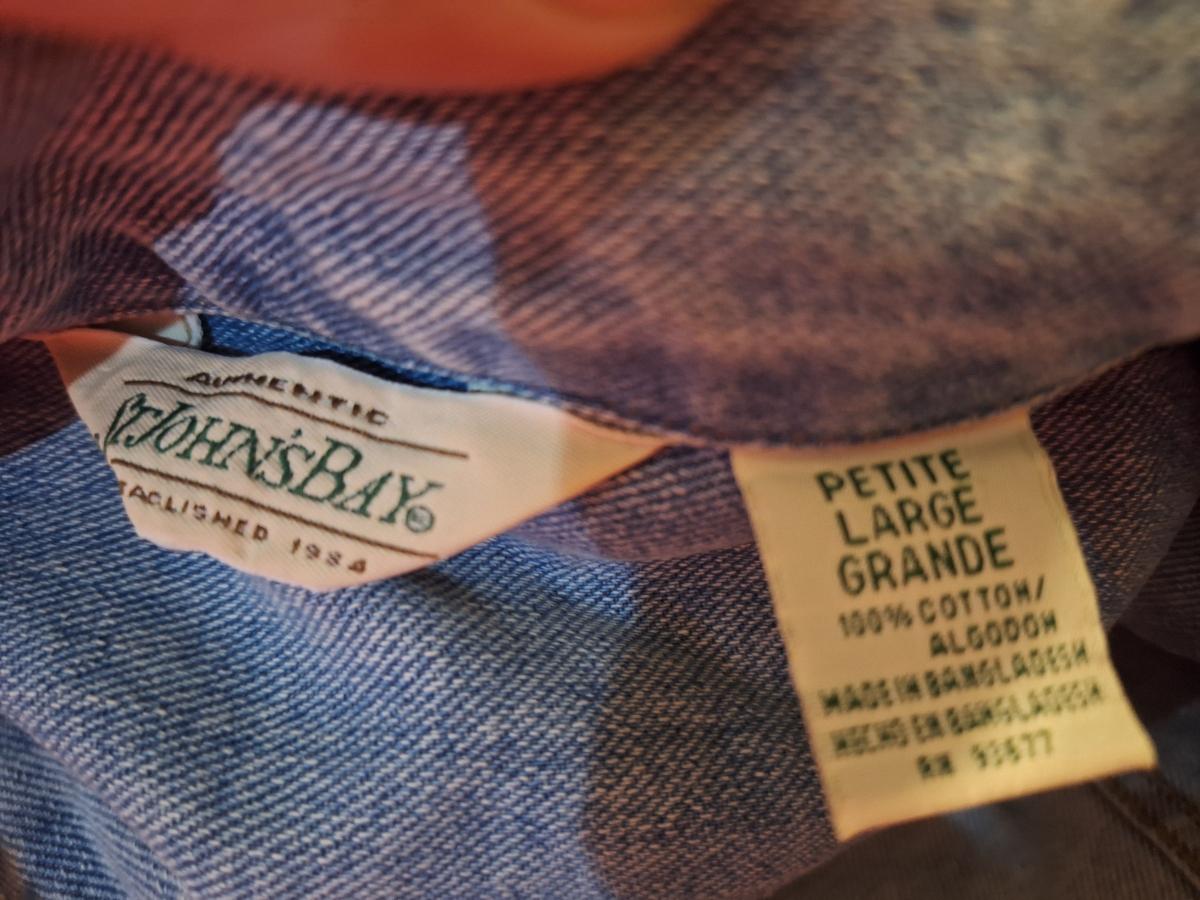 AUTHENTIC
ST JOHN'S BAY®
TABLISHED 1984
PETITE
LARGE
GRANDE
100% COTTON/
ALGODON
MADE IN BANGLADESH
HECHO EN BANGLADESH
RN 93677